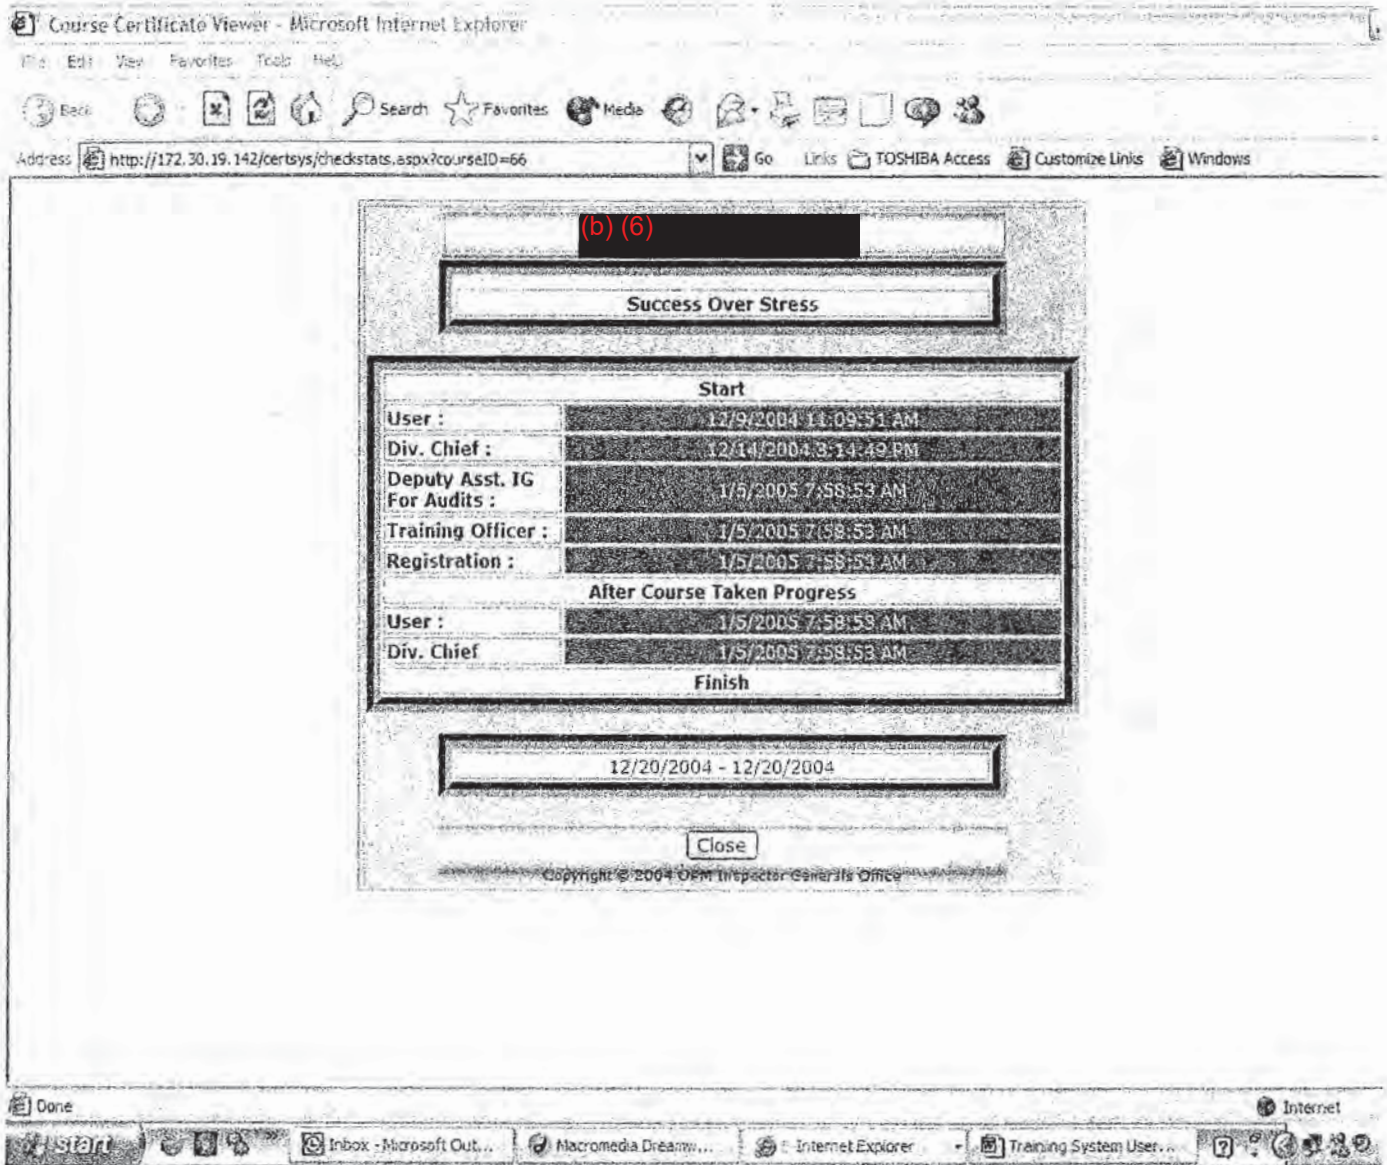 Course Certificate Viewer - Microsoft Internet Explorer
File Edit View Favorites Tools Help
Back Search Favorites Media
Address http://172.30.19.142/certsys/checkstats.aspx?courseID=66 Go Links TOSHIBA Access Customize Links Windows
(b) (6)
Success Over Stress
Start
User : 12/9/2004 11:09:51 AM
Div. Chief : 12/14/2004 3:14:49 PM
Deputy Asst. IG
For Audits : 1/5/2005 7:58:53 AM
Training Officer : 1/5/2005 7:58:53 AM
Registration : 1/5/2005 7:58:53 AM
After Course Taken Progress
User : 1/5/2005 7:58:53 AM
Div. Chief 1/5/2005 7:58:53 AM
Finish
12/20/2004 - 12/20/2004
Close
Copyright © 2004 OPM Inspector Generals Office
Done Internet
start Inbox - Microsoft Out... Macromedia Dreamw... Internet Explorer Training System User...